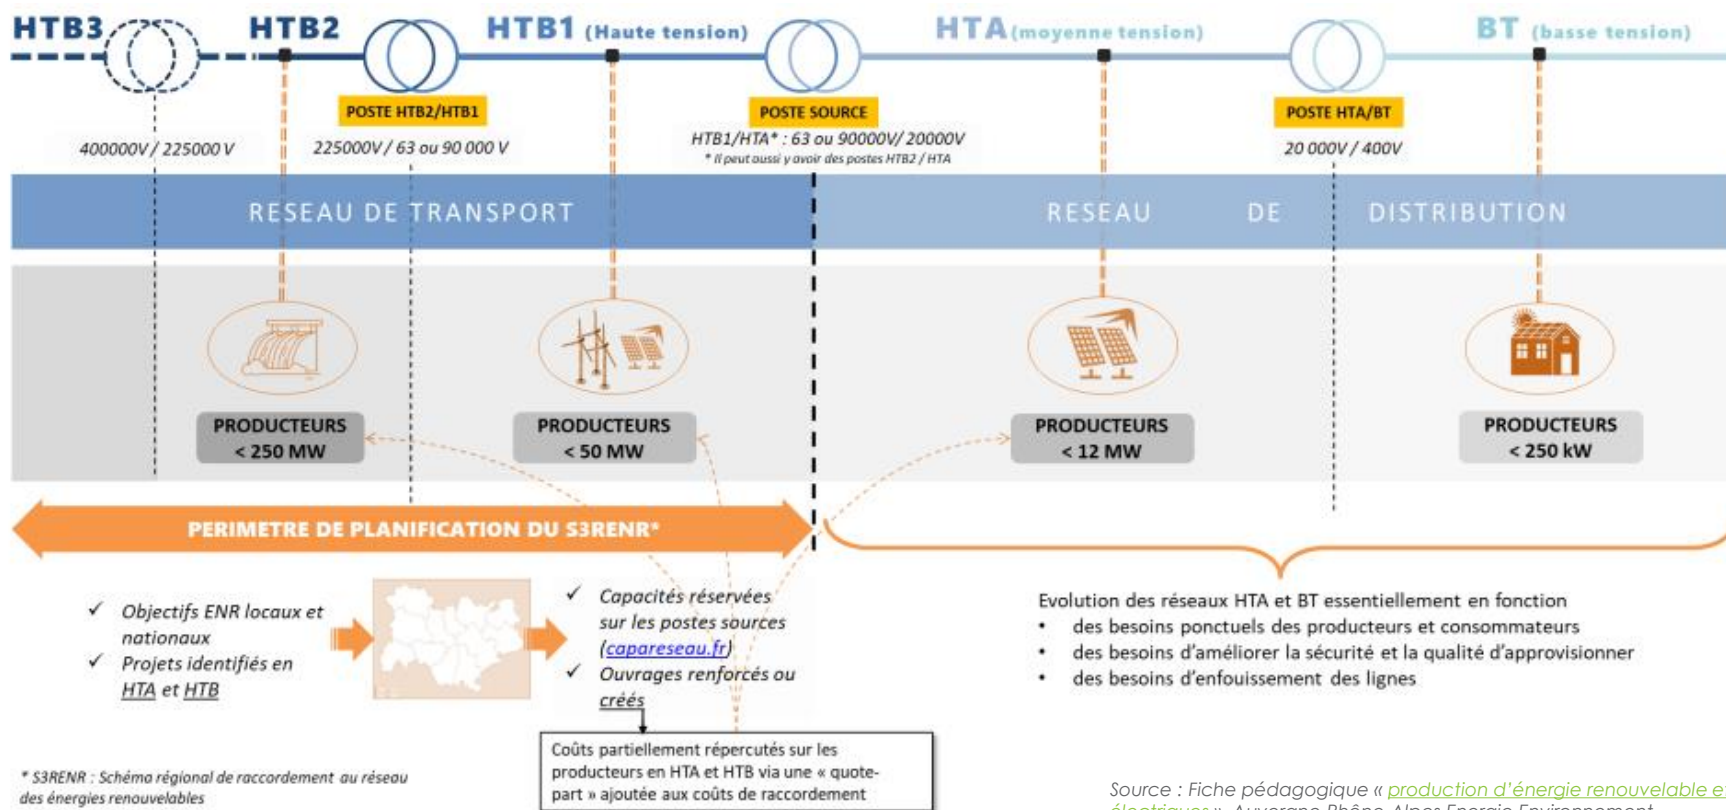 HTB3
HTB2
HTB1 (Haute tension)
HTA (moyenne tension)
BT (basse tension)
POSTE HTB2/HTB1
POSTE SOURCE
POSTE HTA/BT
400000V / 225000 V
225000V / 63 ou 90 000 V
HTB1/HTA* : 63 ou 90000V/ 20000V
* Il peut aussi y avoir des postes HTB2 / HTA
20 000V / 400V
RESEAU DE TRANSPORT
RESEAU DE DISTRIBUTION
PRODUCTEURS
< 250 MW
PRODUCTEURS
< 50 MW
PRODUCTEURS
< 12 MW
PRODUCTEURS
< 250 kW
PERIMETRE DE PLANIFICATION DU S3RENR*
✓ Objectifs ENR locaux et
nationaux
✓ Projets identifiés en
HTA et HTB
✓ Capacités réservées
sur les postes sources
(capareseau.fr)
✓ Ouvrages renforcés ou
créés
Coûts partiellement répercutés sur les
producteurs en HTA et HTB via une « quote-
part » ajoutée aux coûts de raccordement
Evolution des réseaux HTA et BT essentiellement en fonction
• des besoins ponctuels des producteurs et consommateurs
• des besoins d'améliorer la sécurité et la qualité d'approvisionner
• des besoins d'enfouissement des lignes
* S3RENR : Schéma régional de raccordement au réseau
des énergies renouvelables
Source : Fiche pédagogique « production d'énergie renouvelable e
électriques », Auvergne-Rhône-Alpes Energie Environnement